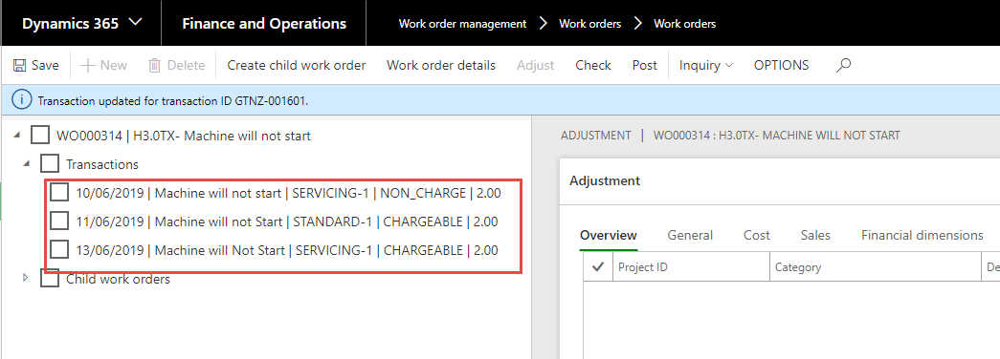 Dynamics 365 Finance and Operations Work order management Work orders Work orders
Save New Delete Create child work order Work order details Adjust Check Post Inquiry OPTIONS
Transaction updated for transaction ID GTNZ-001601.
WO000314 | H3.0TX- Machine will not start
Transactions
10/06/2019 | Machine will not start | SERVICING-1 | NON_CHARGE | 2.00
11/06/2019 | Machine will not Start | STANDARD-1 | CHARGEABLE | 2.00
13/06/2019 | Machine will Not Start | SERVICING-1 | CHARGEABLE | 2.00
Child work orders
ADJUSTMENT | WO000314 : H3.0TX- MACHINE WILL NOT START
Adjustment
Overview General Cost Sales Financial dimensions
Project ID Category De